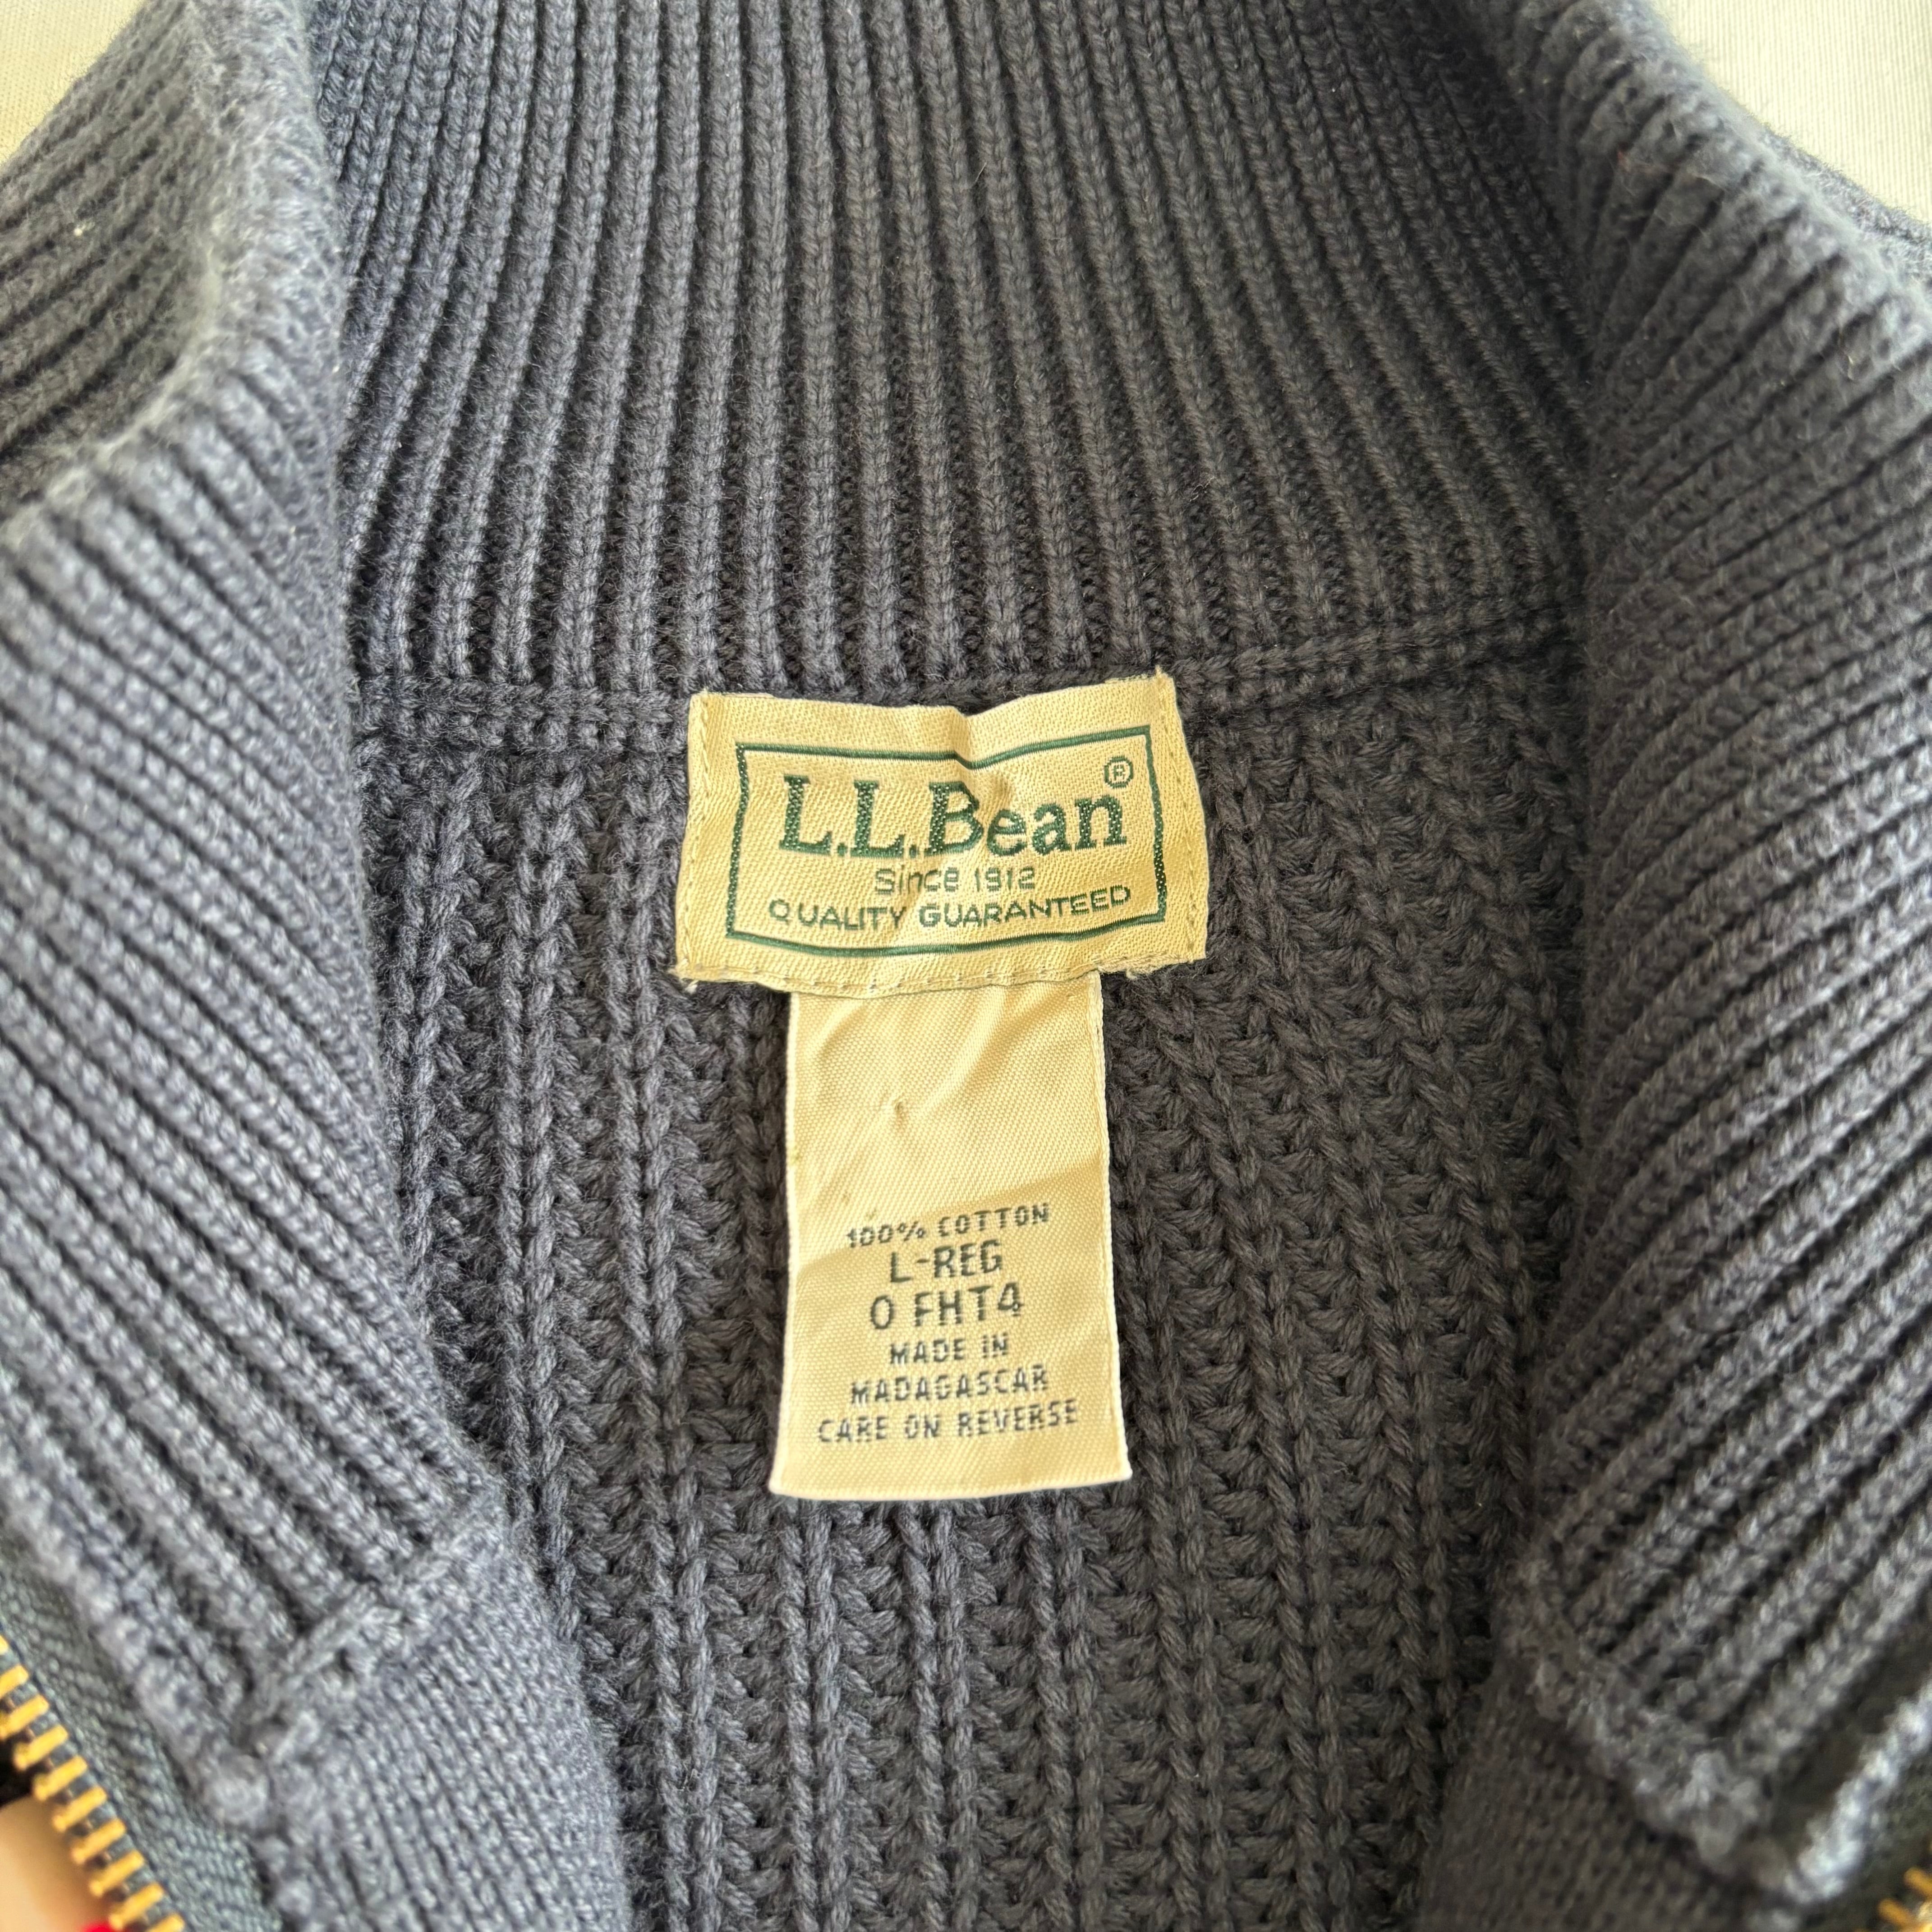 L.L.Bean®
Since 1912
QUALITY GUARANTEED
100% COTTON
L-REG
0 FHT4
MADE IN
MADAGASCAR
CARE ON REVERSE